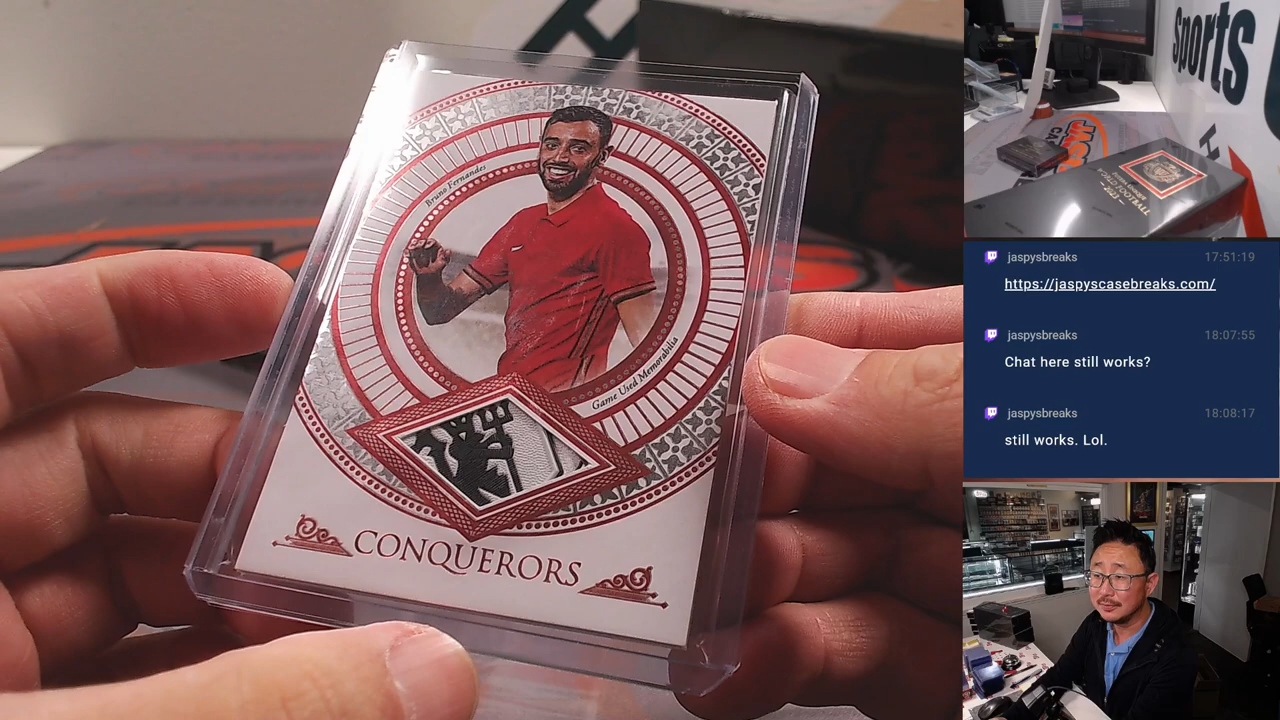 Bruno Fernandes
Game Used Memorabilia
CONQUERORS
Sports
jaspysbreaks 17:51:19
https://jaspyscasebreaks.com/
jaspysbreaks 18:07:55
Chat here still works?
jaspysbreaks 18:08:17
still works. Lol.